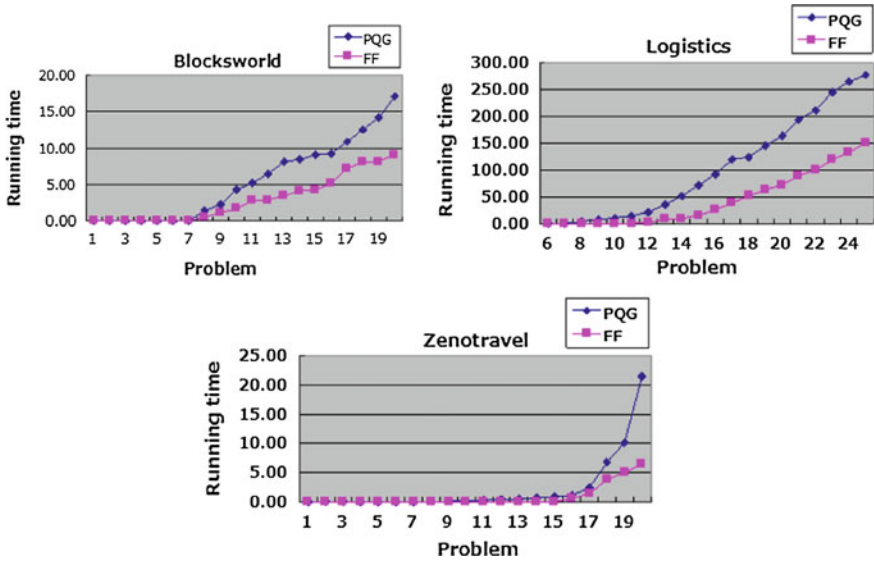 Blocksworld
PQG
FF
Running time
20.00
15.00
10.00
5.00
0.00
1 3 5 7 9 11 13 15 17 19
Problem
Logistics
PQG
FF
Running time
300.00
250.00
200.00
150.00
100.00
50.00
0.00
6 8 10 12 14 16 18 20 22 24
Problem
Zenotravel
PQG
FF
Running time
25.00
20.00
15.00
10.00
5.00
0.00
1 3 5 7 9 11 13 15 17 19
Problem